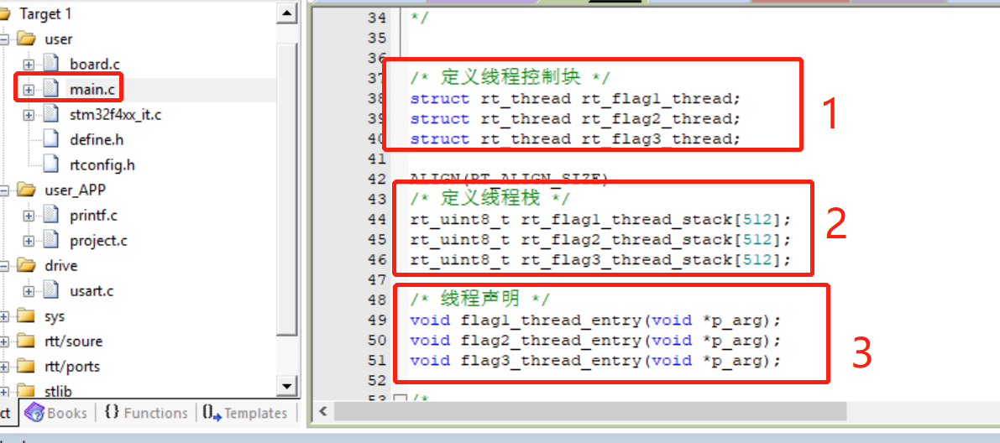 Target 1
user
board.c
main.c
stm32f4xx_it.c
define.h
rtconfig.h
user_APP
printf.c
project.c
drive
usart.c
sys
rtt/soure
rtt/ports
stlib
ct
Books
{} Functions
Templates
34 */
35
36
37 /* 定义线程控制块 */
38 struct rt_thread rt_flag1_thread;
39 struct rt_thread rt_flag2_thread;
40 struct rt_thread rt_flag3_thread;
1
41
42 ALIGN(RT_ALIGN_SIZE)
43 /* 定义线程栈 */
44 rt_uint8_t rt_flag1_thread_stack[512];
45 rt_uint8_t rt_flag2_thread_stack[512];
46 rt_uint8_t rt_flag3_thread_stack[512];
2
47
48 /* 线程声明 */
49 void flag1_thread_entry(void *p_arg);
50 void flag2_thread_entry(void *p_arg);
51 void flag3_thread_entry(void *p_arg);
3
52
53 /*